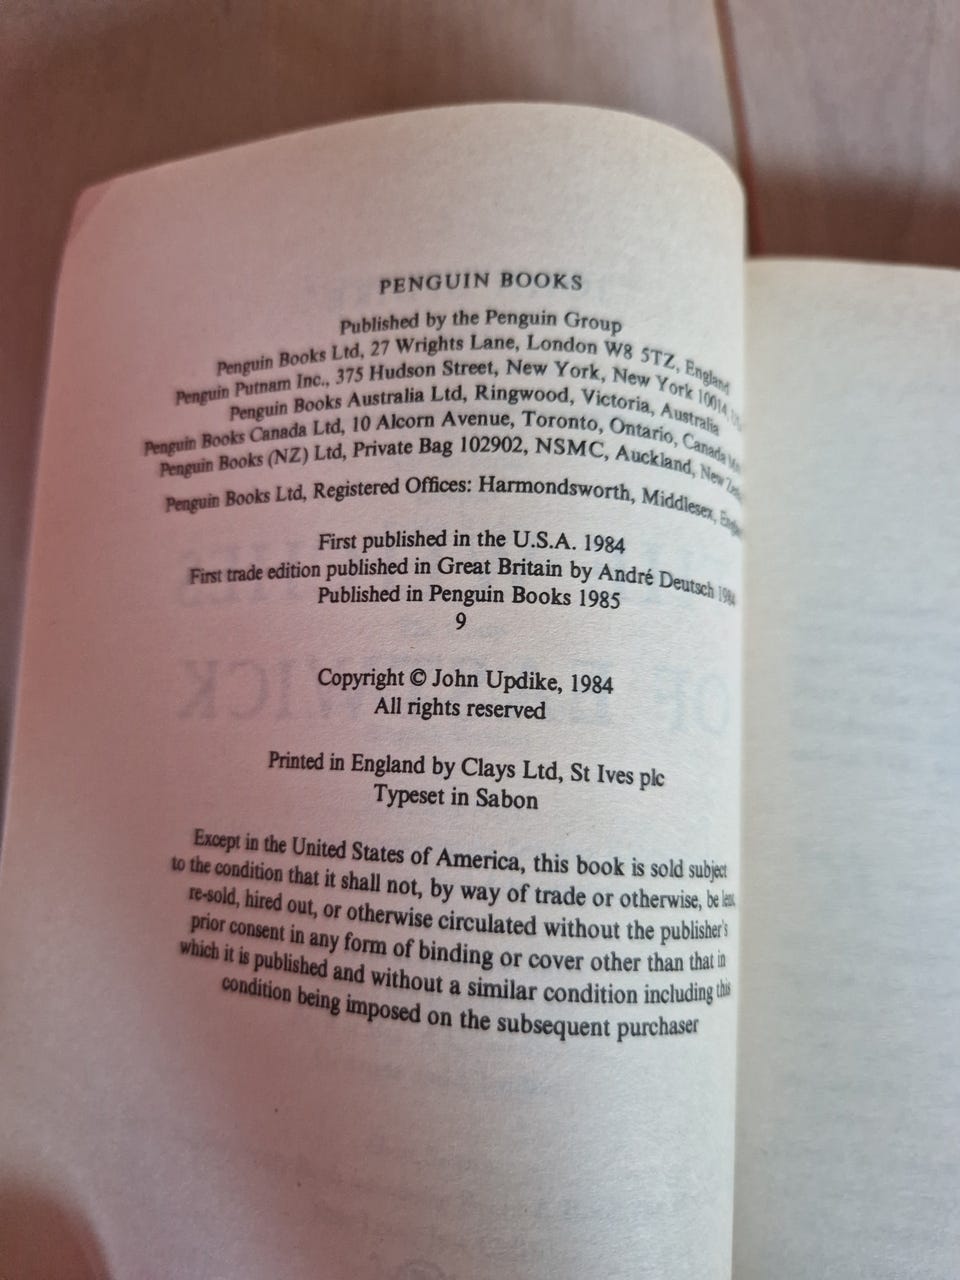 PENGUIN BOOKS
Published by the Penguin Group
Penguin Books Ltd, 27 Wrights Lane, London W8 5TZ, England
Penguin Putnam Inc., 375 Hudson Street, New York, New York 10014,
Penguin Books Australia Ltd, Ringwood, Victoria, Australia
Penguin Books Canada Ltd, 10 Alcorn Avenue, Toronto, Ontario, Canada
Penguin Books (NZ) Ltd, Private Bag 102902, NSMC, Auckland, New
Penguin Books Ltd, Registered Offices: Harmondsworth, Middlesex,
First published in the U.S.A. 1984
First trade edition published in Great Britain by André Deutsch 1984
Published in Penguin Books 1985
9
Copyright © John Updike, 1984
All rights reserved
Printed in England by Clays Ltd, St Ives plc
Typeset in Sabon
Except in the United States of America, this book is sold subject
to the condition that it shall not, by way of trade or otherwise, be lent,
re-sold, hired out, or otherwise circulated without the publisher's
prior consent in any form of binding or cover other than that in
which it is published and without a similar condition including this
condition being imposed on the subsequent purchaser